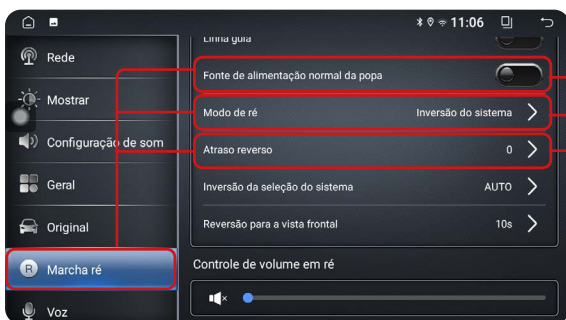 11:06
Linha guia
Rede
Fonte de alimentação normal da popa
Mostrar
Modo de ré Inversão do sistema
Configuração de som
Atraso reverso 0
Geral
Inversão da seleção do sistema AUTO
Original
Reversão para a vista frontal 10s
R Marcha ré
Controle de volume em ré
Voz